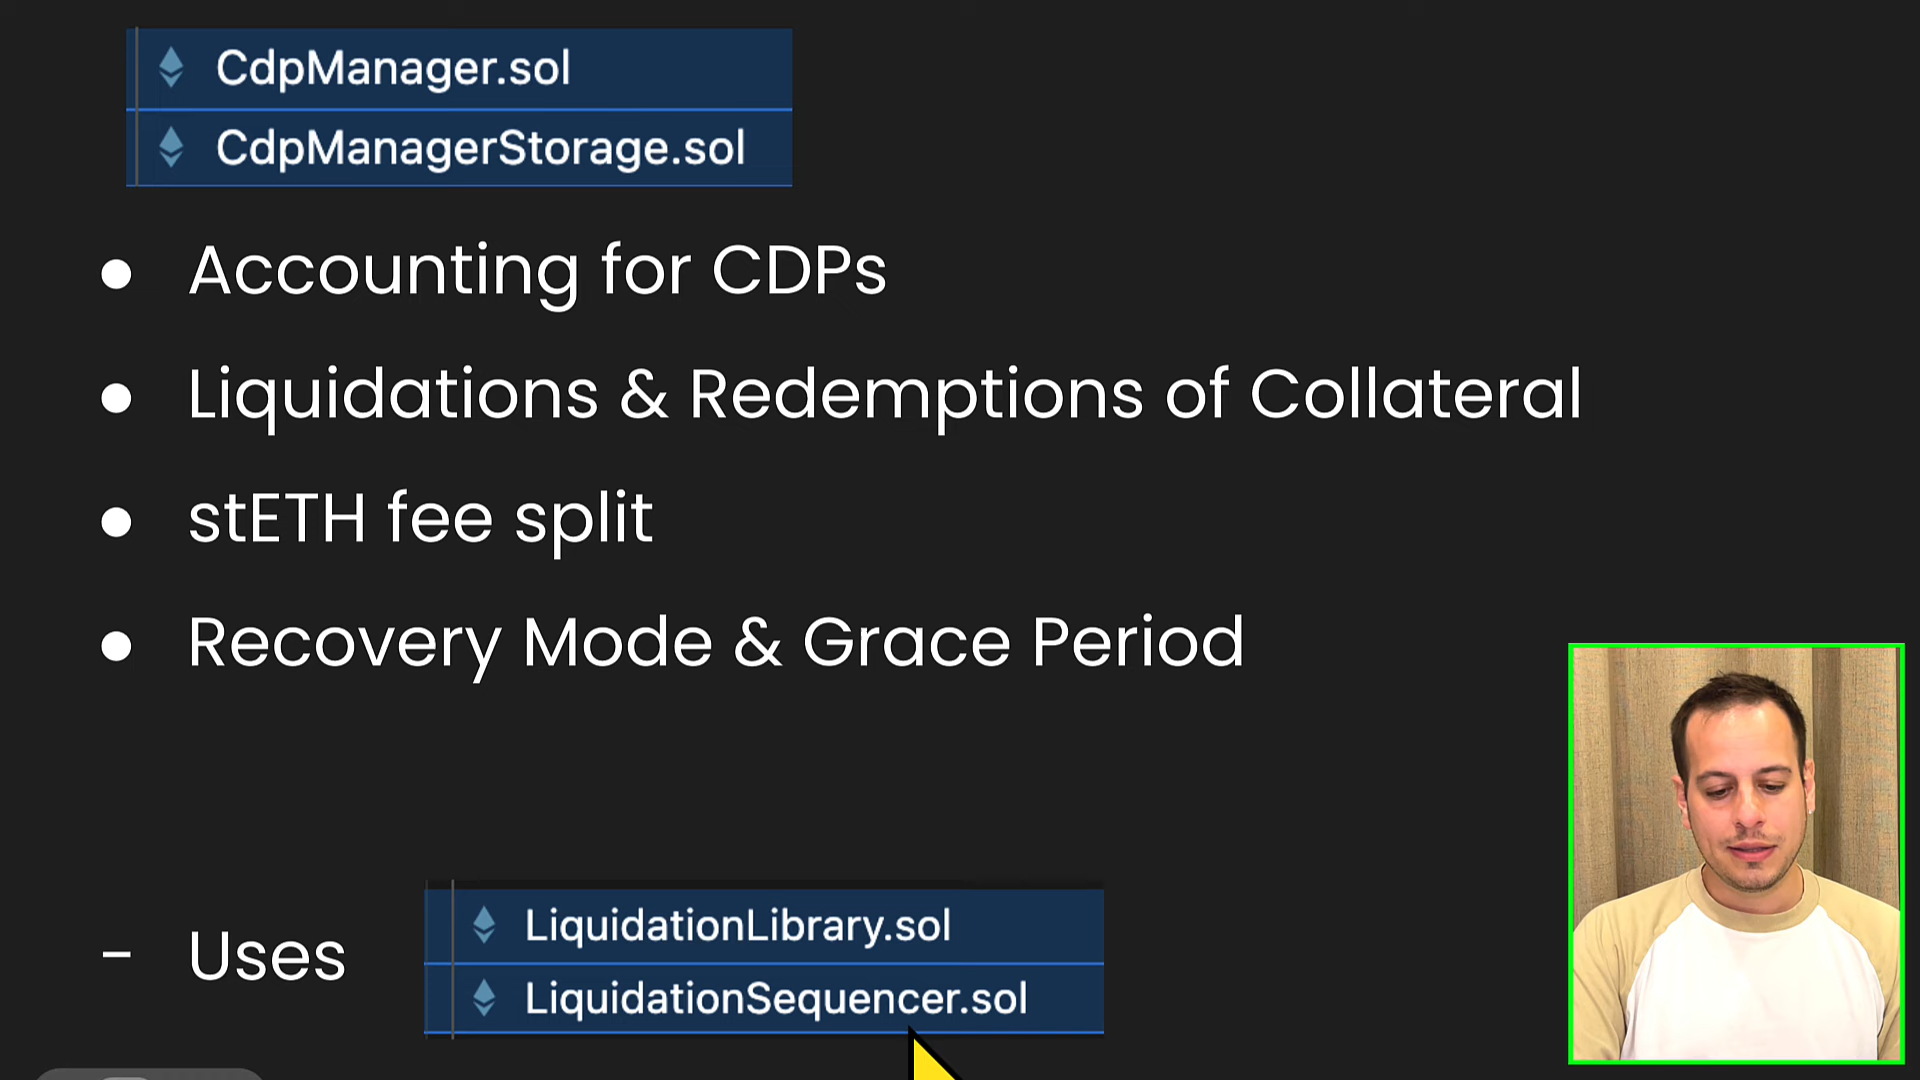 CdpManager.sol
CdpManagerStorage.sol
● Accounting for CDPs
● Liquidations & Redemptions of Collateral
● stETH fee split
● Recovery Mode & Grace Period
- Uses
LiquidationLibrary.sol
LiquidationSequencer.sol